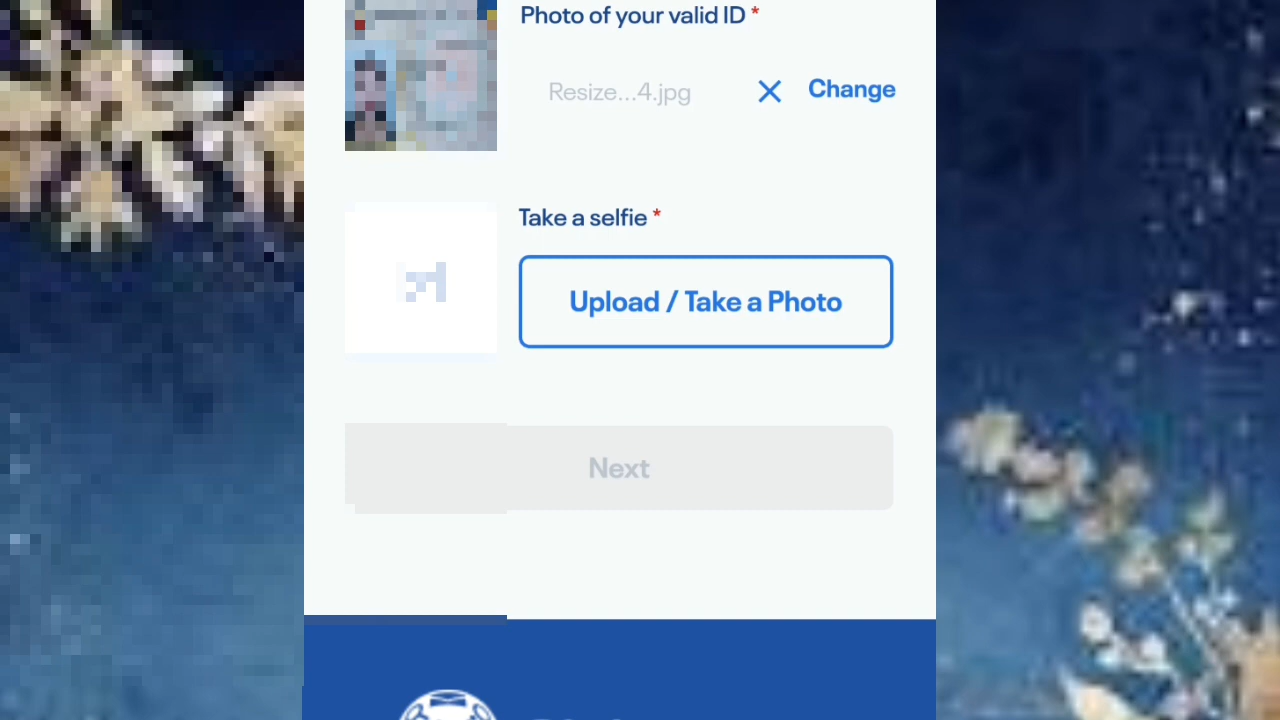 Photo of your valid ID *
Resize...4.jpg
Change
Take a selfie *
Upload / Take a Photo
Next